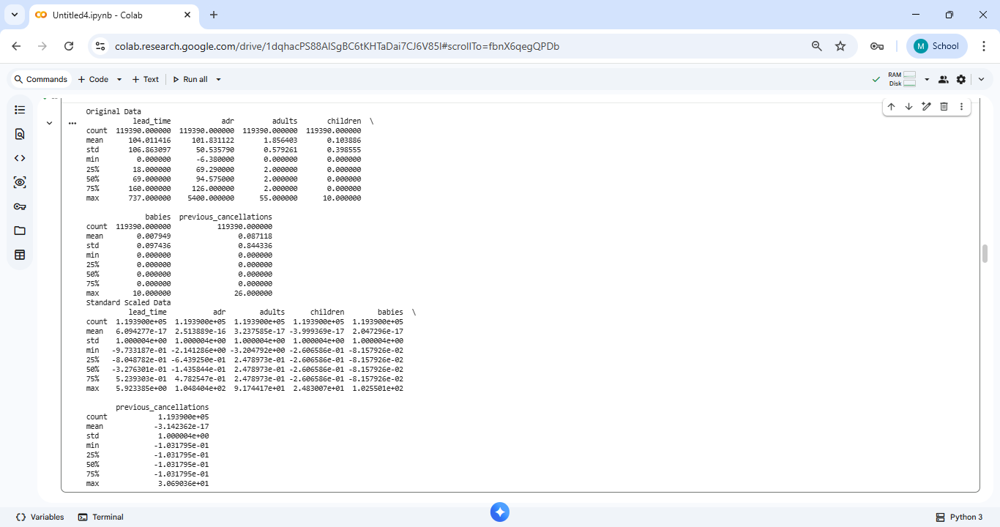 Untitled4.ipynb - Colab
colab.research.google.com/drive/1dqhacPS88AISgBC6tKHTaDai7CJ6V85I#scrollTo=fbnX6qegQPDb
M School
Commands + Code + Text Run all
RAM
Disk
Original Data
lead_time adr adults children \
count 119390.000000 119390.000000 119390.000000 119390.000000
mean 104.011416 101.831122 1.856403 0.103886
std 106.863097 50.535790 0.579261 0.398555
min 0.000000 -6.380000 0.000000 0.000000
25% 18.000000 69.290000 2.000000 0.000000
50% 69.000000 94.575000 2.000000 0.000000
75% 160.000000 126.000000 2.000000 0.000000
max 737.000000 5400.000000 55.000000 10.000000
babies previous_cancellations
count 119390.000000 119390.000000
mean 0.007949 0.087118
std 0.097436 0.844336
min 0.000000 0.000000
25% 0.000000 0.000000
50% 0.000000 0.000000
75% 0.000000 0.000000
max 10.000000 26.000000
Standard Scaled Data
lead_time adr adults children babies \
count 1.193900e+05 1.193900e+05 1.193900e+05 1.193900e+05 1.193900e+05
mean 6.094277e-17 2.513889e-16 3.237585e-17 -3.999369e-17 2.047296e-17
std 1.000004e+00 1.000004e+00 1.000004e+00 1.000004e+00 1.000004e+00
min -9.733187e-01 -2.141286e+00 -3.204792e+00 -2.606586e-01 -8.157926e-02
25% -8.048782e-01 -6.439250e-01 2.478973e-01 -2.606586e-01 -8.157926e-02
50% -3.276301e-01 -1.435844e-01 2.478973e-01 -2.606586e-01 -8.157926e-02
75% 5.239303e-01 4.782547e-01 2.478973e-01 -2.606586e-01 -8.157926e-02
max 5.923385e+00 1.048404e+02 9.174417e+01 2.483007e+01 1.025501e+02
previous_cancellations
count 1.193900e+05
mean -3.142362e-17
std 1.000004e+00
min -1.031795e-01
25% -1.031795e-01
50% -1.031795e-01
75% -1.031795e-01
max 3.069036e+01
Variables Terminal Python 3